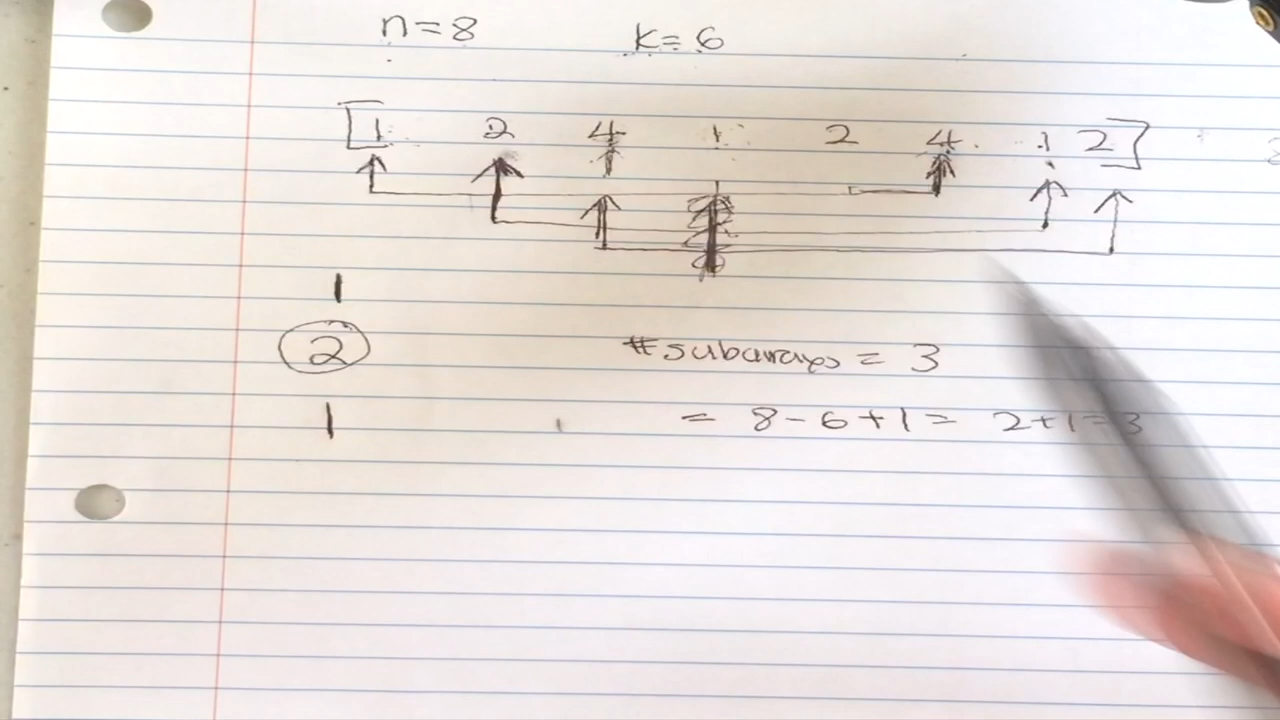 n=8 k=6
[1 2 4 1 2 4 1 2]
1
2 #subarrays = 3
1 = 8-6+1= 2+1=3